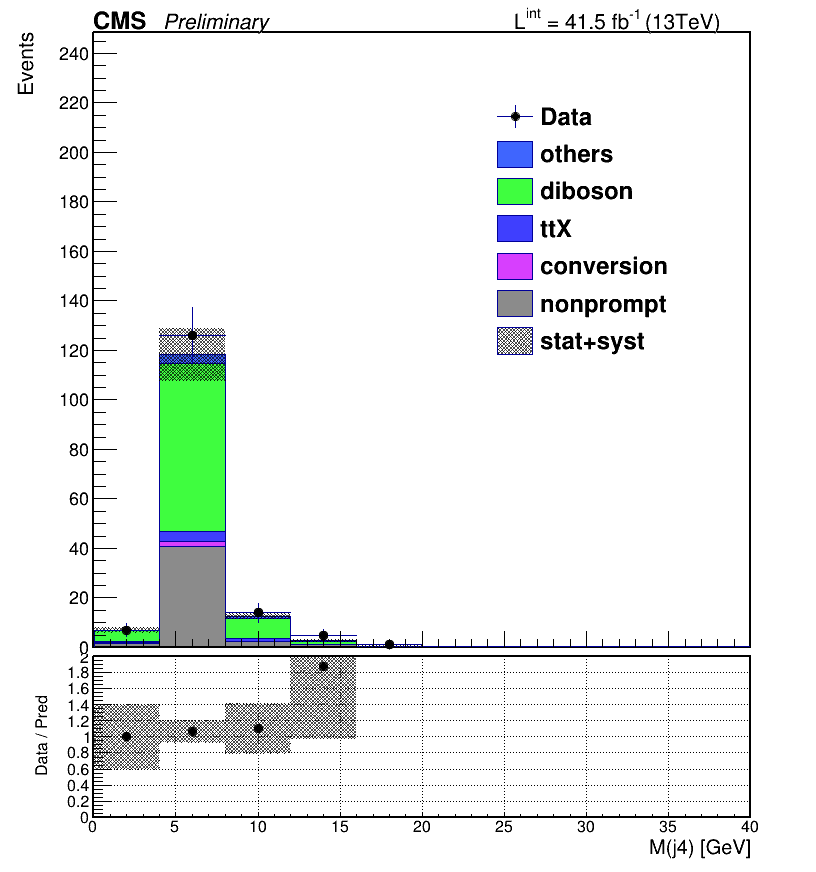 CMS Preliminary L^int = 41.5 fb^-1 (13TeV)
Events
240
220
200
180
160
140
120
100
80
60
40
20
0
Data
others
diboson
ttX
conversion
nonprompt
stat+syst
Data / Pred
2
1.8
1.6
1.4
1.2
1
0.8
0.6
0.4
0.2
0
0 5 10 15 20 25 30 35 40
M(j4) [GeV]